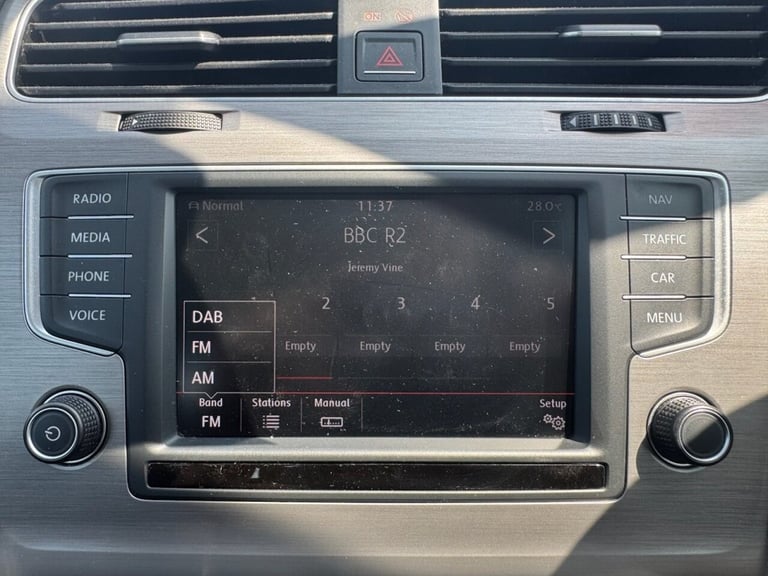 ON
RADIO
MEDIA
PHONE
VOICE
Normal 11:37 28.0°C
< BBC R2 >
Jeremy Vine
1 2 3 4 5
Empty Empty Empty Empty
DAB
FM
AM
Band Stations Manual Setup
FM
NAV
TRAFFIC
CAR
MENU